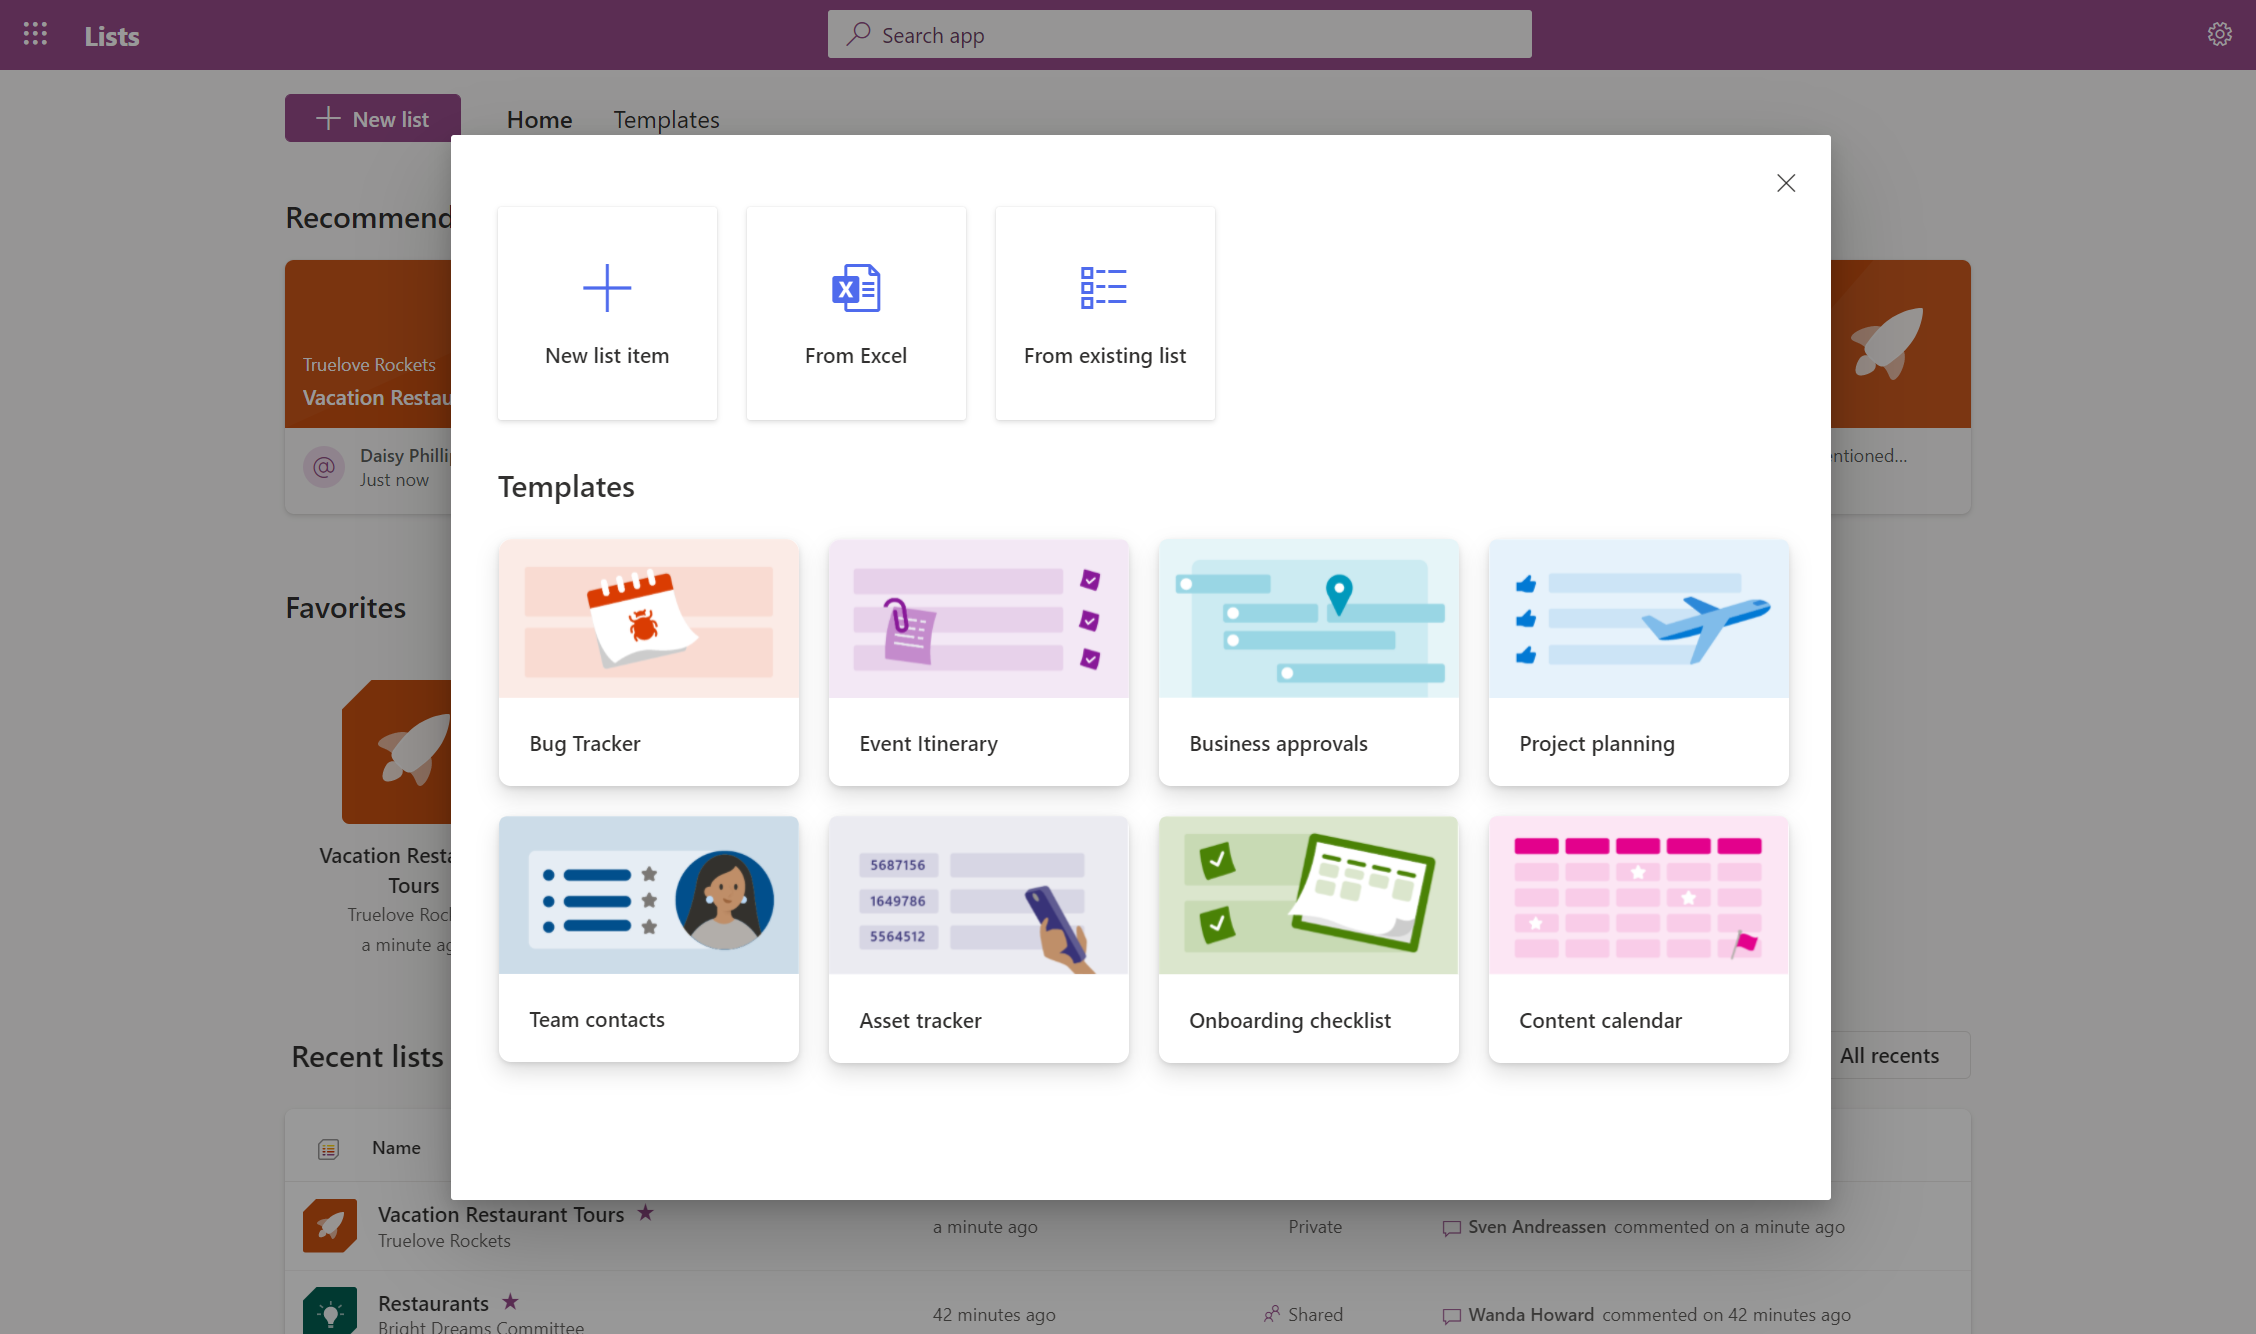 Lists
Search app
New list
Home
Templates
Recommend
Truelove Rockets
Vacation Restau
@
Daisy Philli
Just now
entioned...
New list item
From Excel
From existing list
Templates
Bug Tracker
Event Itinerary
Business approvals
Project planning
5687156
1649786
5564512
Team contacts
Asset tracker
Onboarding checklist
Content calendar
Favorites
Vacation Resta
Tours
Truelove Roc
a minute ag
Recent lists
All recents
Name
Vacation Restaurant Tours
Truelove Rockets
a minute ago
Private
Sven Andreassen commented on a minute ago
Restaurants
Bright Dreams Committee
42 minutes ago
Shared
Wanda Howard commented on 42 minutes ago